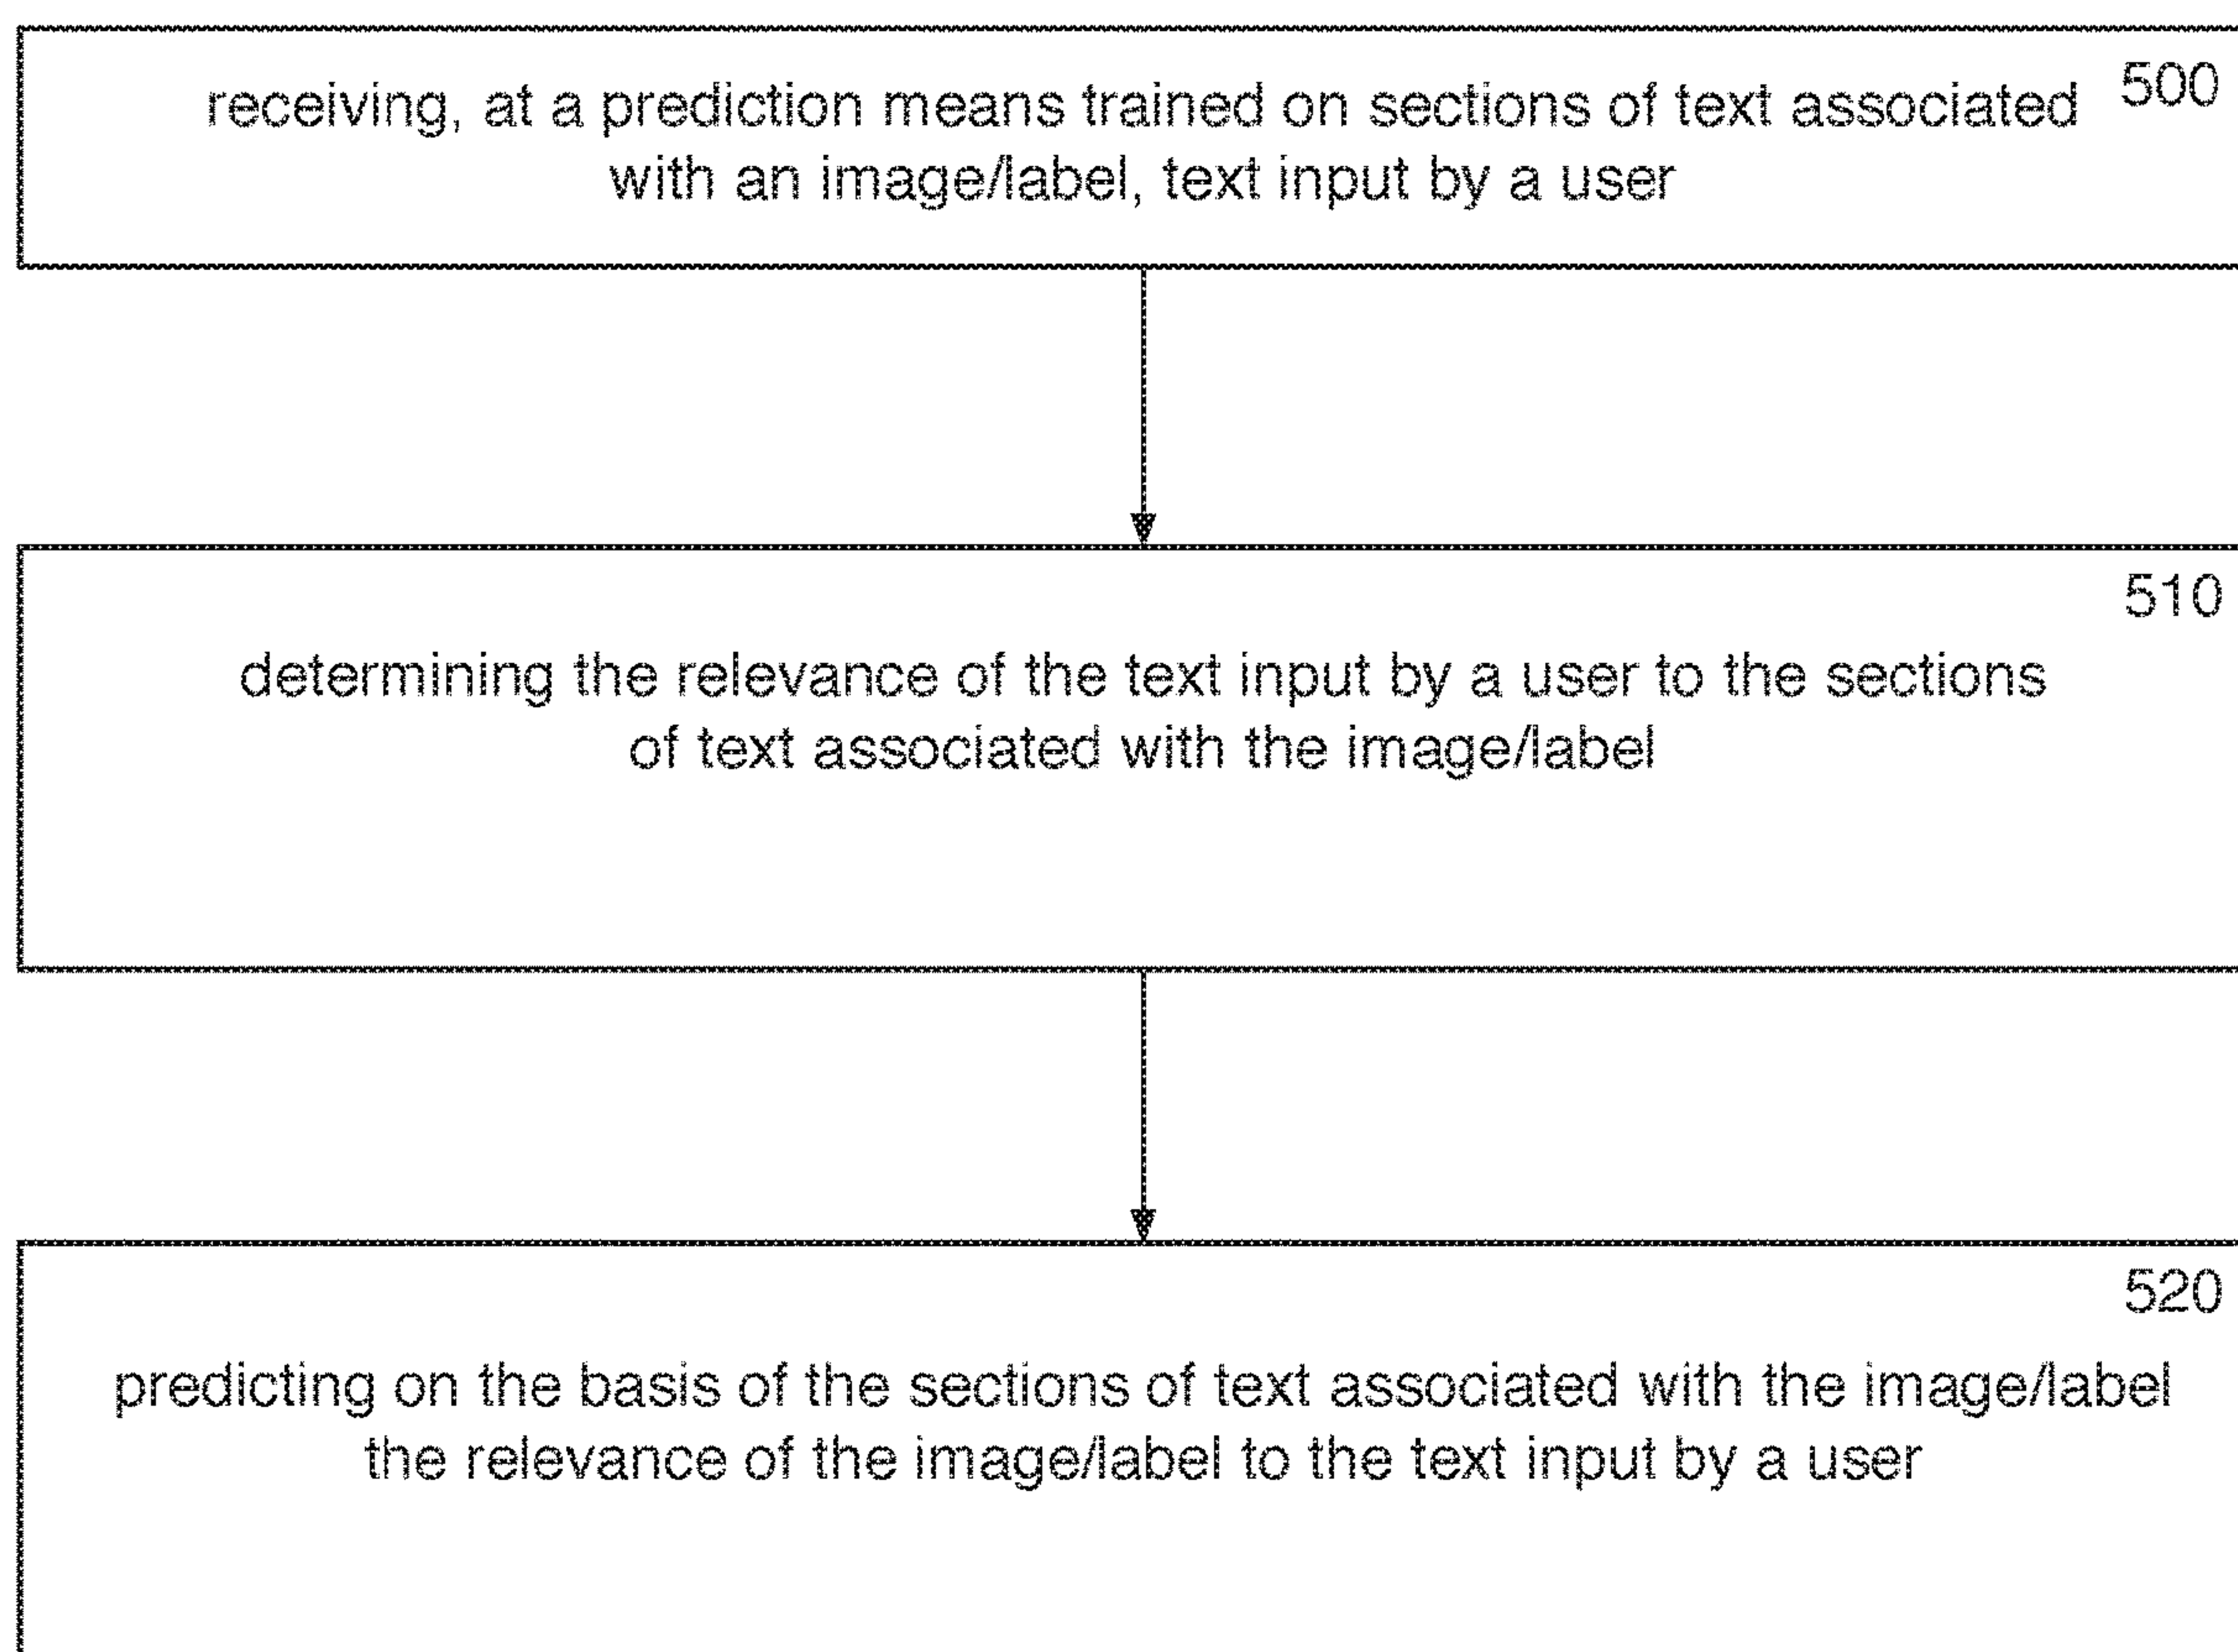 receiving, at a prediction means trained on sections of text associated 500
with an image/label, text input by a user
510
determining the relevance of the text input by a user to the sections
of text associated with the image/label
520
predicting on the basis of the sections of text associated with the image/label
the relevance of the image/label to the text input by a user